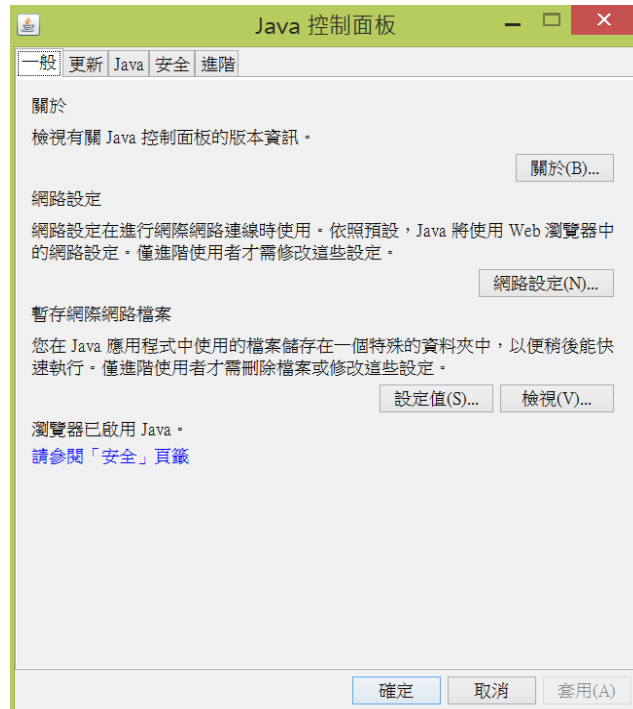 Java 控制面板
一般 更新 Java 安全 進階
關於
檢視有關 Java 控制面板的版本資訊。
關於(B)...
網路設定
網路設定在進行網際網路連線時使用。依照預設，Java 將使用 Web 瀏覽器中
的網路設定。僅進階使用者才需修改這些設定。
網路設定(N)...
暫存網際網路檔案
您在 Java 應用程式中使用的檔案儲存在一個特殊的資料夾中，以便稍後能快
速執行。僅進階使用者才需刪除檔案或修改這些設定。
設定值(S)... 檢視(V)...
瀏覽器已啟用 Java。
請參閱「安全」頁籤
確定 取消 套用(A)